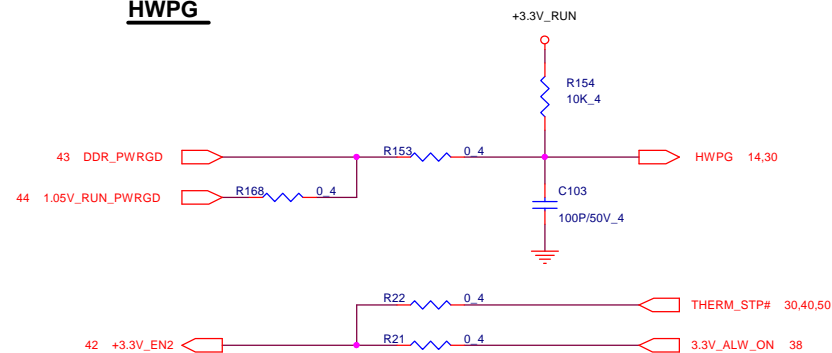 HWPG
+3.3V_RUN
R154
10K_4
43 DDR_PWRGD
R153 0_4
HWPG 14,30
44 1.05V_RUN_PWRGD
R168 0_4
C103
100P/50V_4
R22 0_4
THERM_STP# 30,40,50
42 +3.3V_EN2
R21 0_4
3.3V_ALW_ON 38